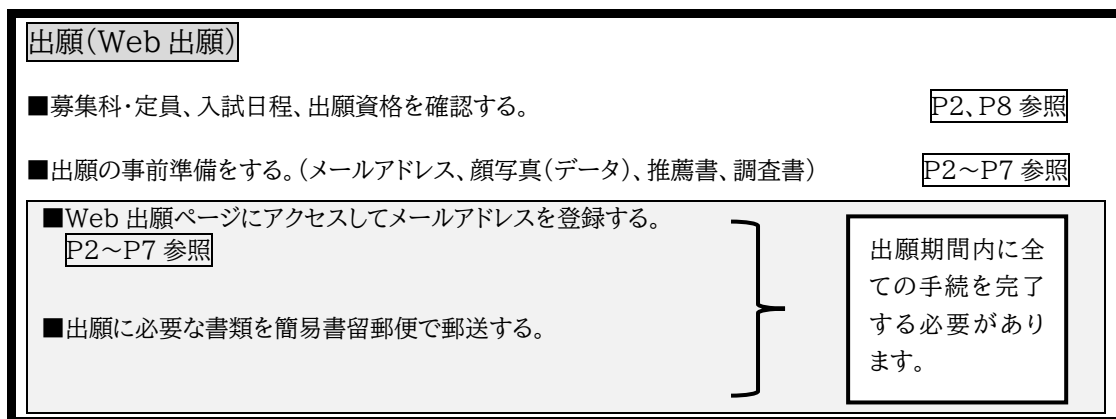 出願(Web 出願)
■募集科・定員、入試日程、出願資格を確認する。 P2、P8 参照
■出願の事前準備をする。(メールアドレス、顔写真(データ)、推薦書、調査書) P2～P7 参照
■Web 出願ページにアクセスしてメールアドレスを登録する。
P2～P7 参照
■出願に必要な書類を簡易書留郵便で郵送する。
出願期間内に全
ての手続を完了
する必要があり
ます。